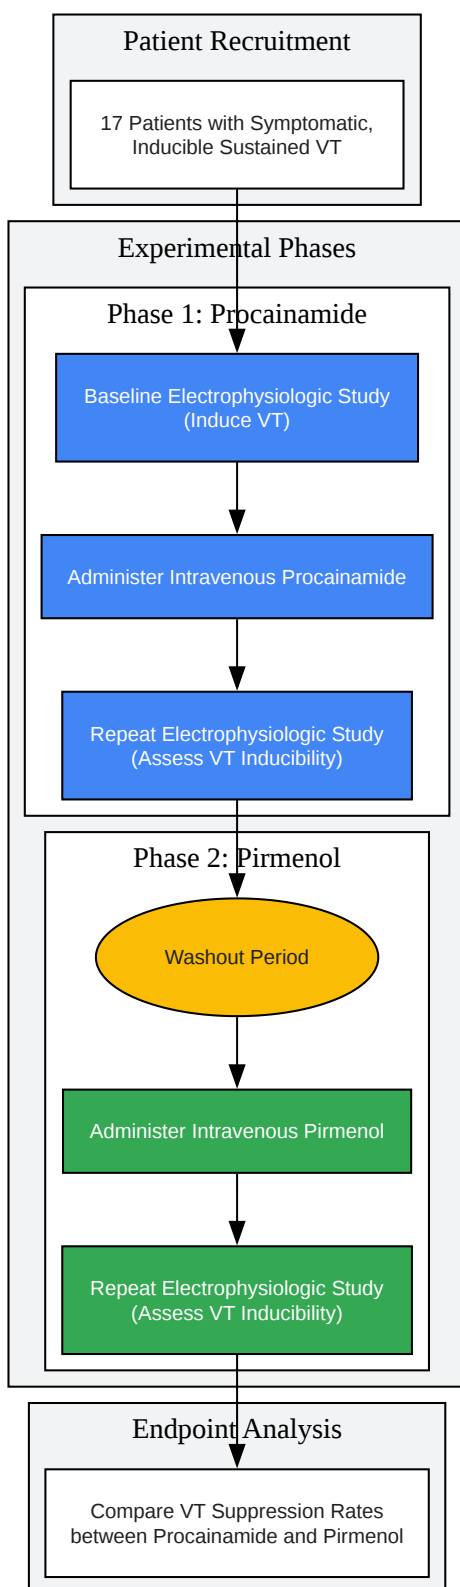 Patient Recruitment
17 Patients with Symptomatic,
Inducible Sustained VT
Experimental Phases
Phase 1: Procainamide
Baseline Electrophysiologic Study
(Induce VT)
Administer Intravenous Procainamide
Repeat Electrophysiologic Study
(Assess VT Inducibility)
Phase 2: Pirmenol
Washout Period
Administer Intravenous Pirmenol
Repeat Electrophysiologic Study
(Assess VT Inducibility)
Endpoint Analysis
Compare VT Suppression Rates
between Procainamide and Pirmenol